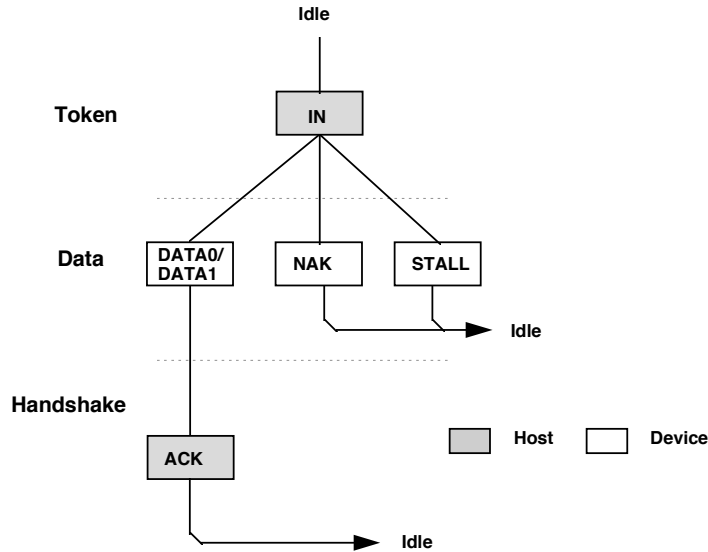 Idle
Token
IN
Data
DATA0/
DATA1
NAK
STALL
Idle
Handshake
ACK
Host
Device
Idle